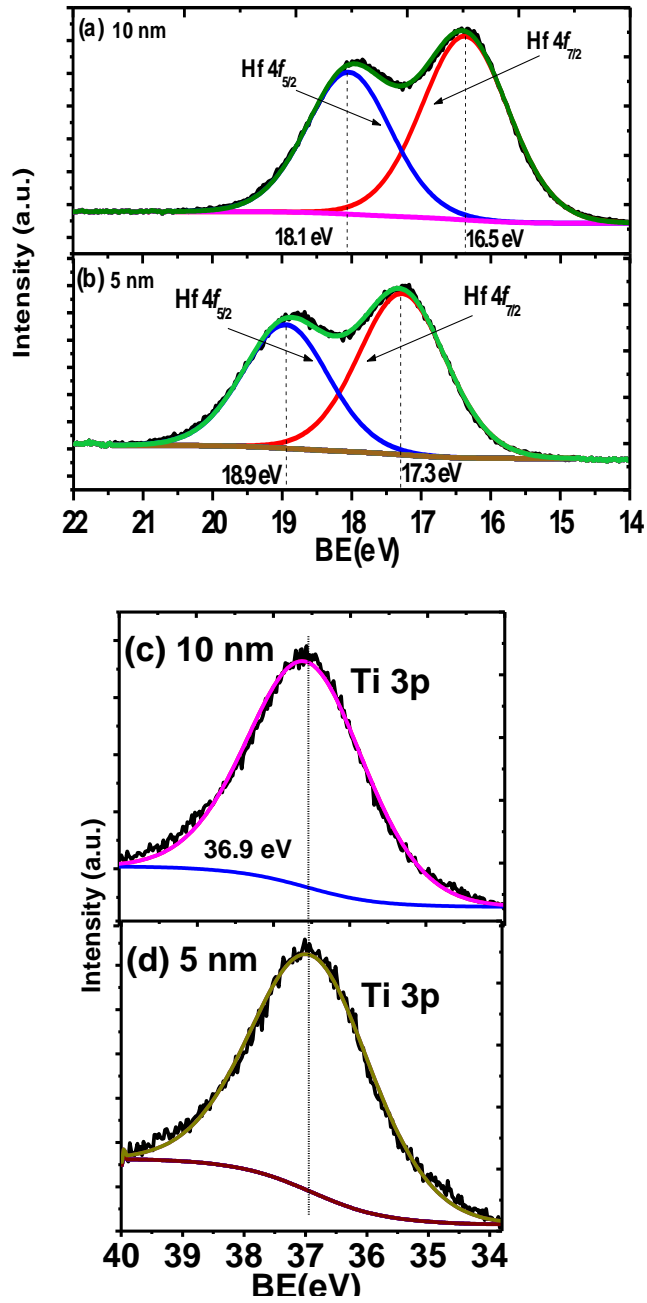 (a) 10 nm
Hf 4f5/2
Hf 4f7/2
18.1 eV
16.5 eV
(b) 5 nm
Hf 4f5/2
Hf 4f7/2
18.9 eV
17.3 eV
22 21 20 19 18 17 16 15 14
BE(eV)
Intensity (a.u.)
(c) 10 nm
Ti 3p
36.9 eV
(d) 5 nm
Ti 3p
40 39 38 37 36 35 34
BE(eV)
Intensity (a.u.)